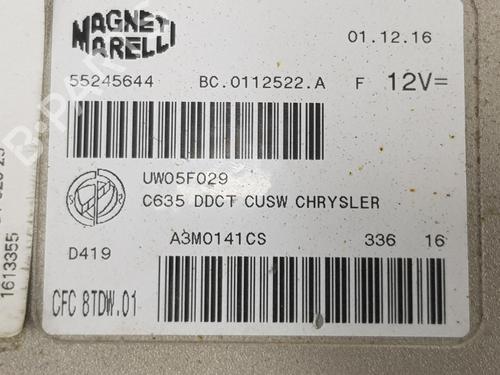 MAGNETI
MARELLI
01.12.16
55245644 BC.0112522.A F 12V=
UW05F029
C635 DDCT CUSW CHRYSLER
A3M0141CS 336 16
D419
CFC 8TDW.01
1613355
B-PARTS